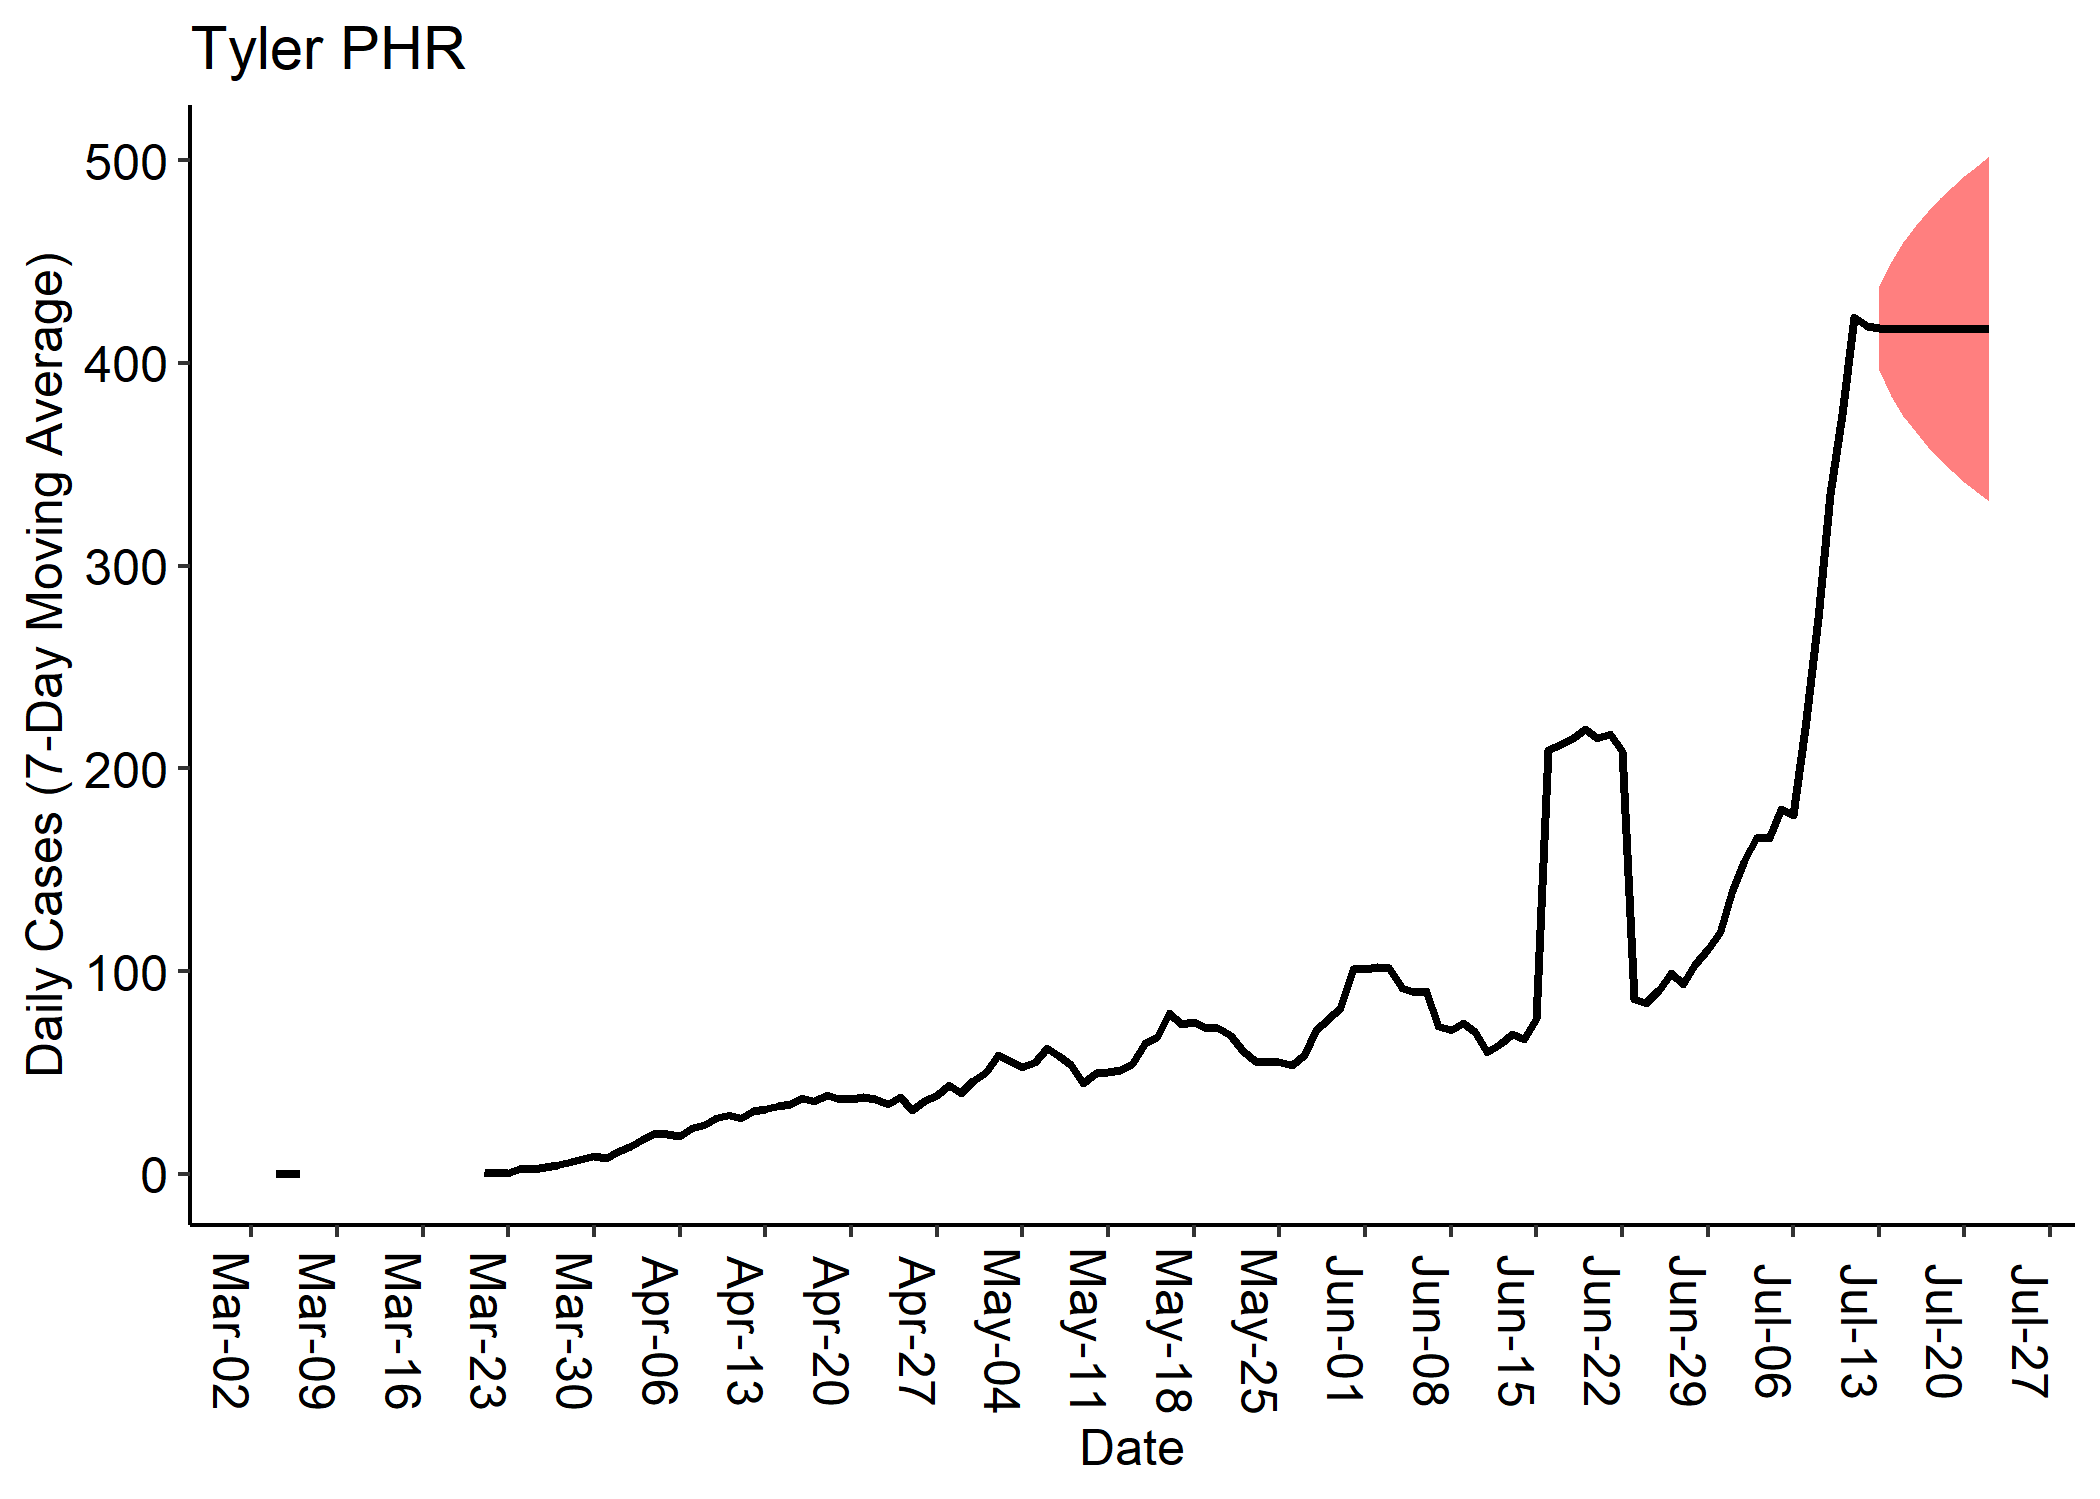 Tyler PHR
Daily Cases (7-Day Moving Average)
500
400
300
200
100
0
Mar-02
Mar-09
Mar-16
Mar-23
Mar-30
Apr-06
Apr-13
Apr-20
Apr-27
May-04
May-11
May-18
May-25
Jun-01
Jun-08
Jun-15
Jun-22
Jun-29
Jul-06
Jul-13
Jul-20
Jul-27
Date